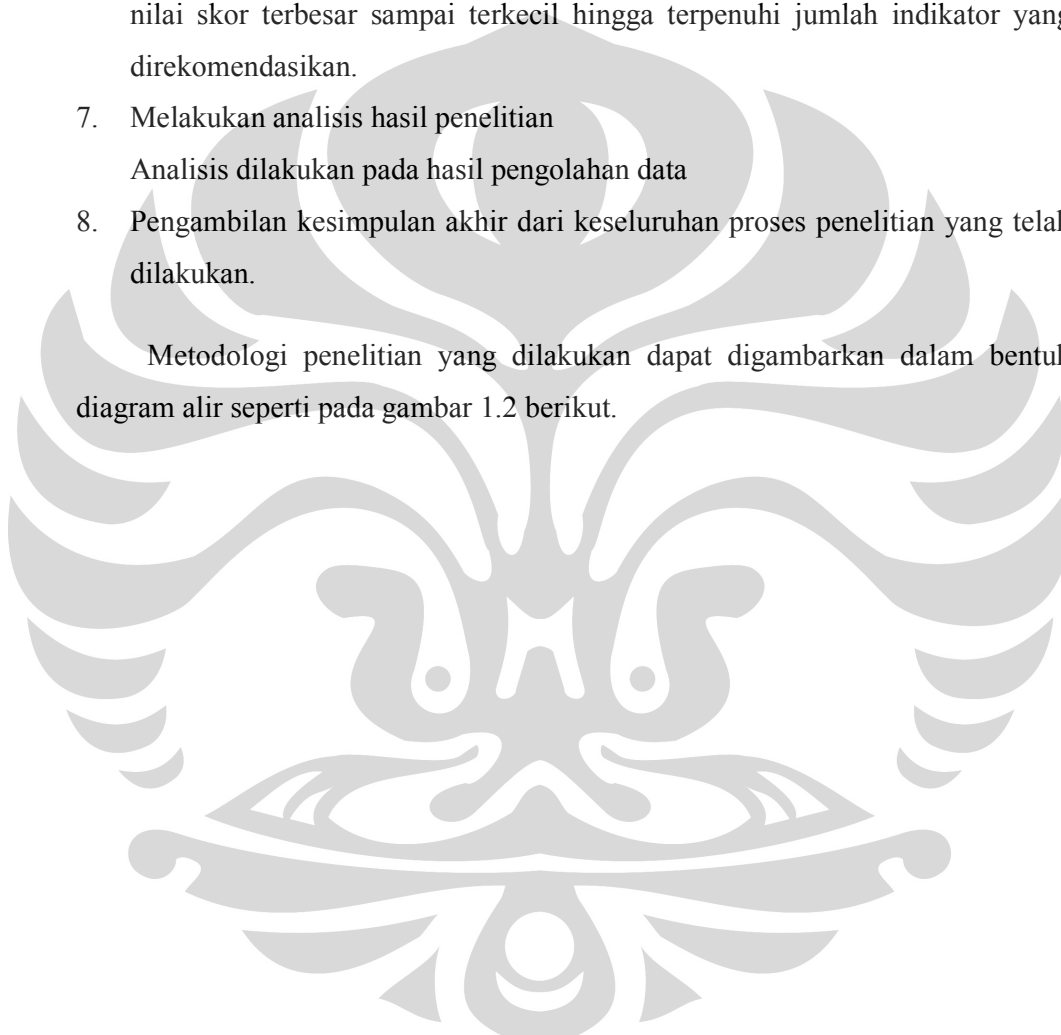 nilai skor terbesar sampai terkecil hingga terpenuhi jumlah indikator yang
direkomendasikan.
7. Melakukan analisis hasil penelitian
Analisis dilakukan pada hasil pengolahan data
8. Pengambilan kesimpulan akhir dari keseluruhan proses penelitian yang telah
dilakukan.
Metodologi penelitian yang dilakukan dapat digambarkan dalam bentuk
diagram alir seperti pada gambar 1.2 berikut.